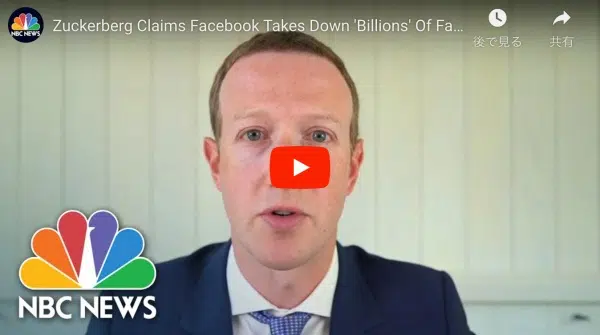 NBC NEWS
Zuckerberg Claims Facebook Takes Down 'Billions' Of Fa...
後で見る
共有
NBC NEWS